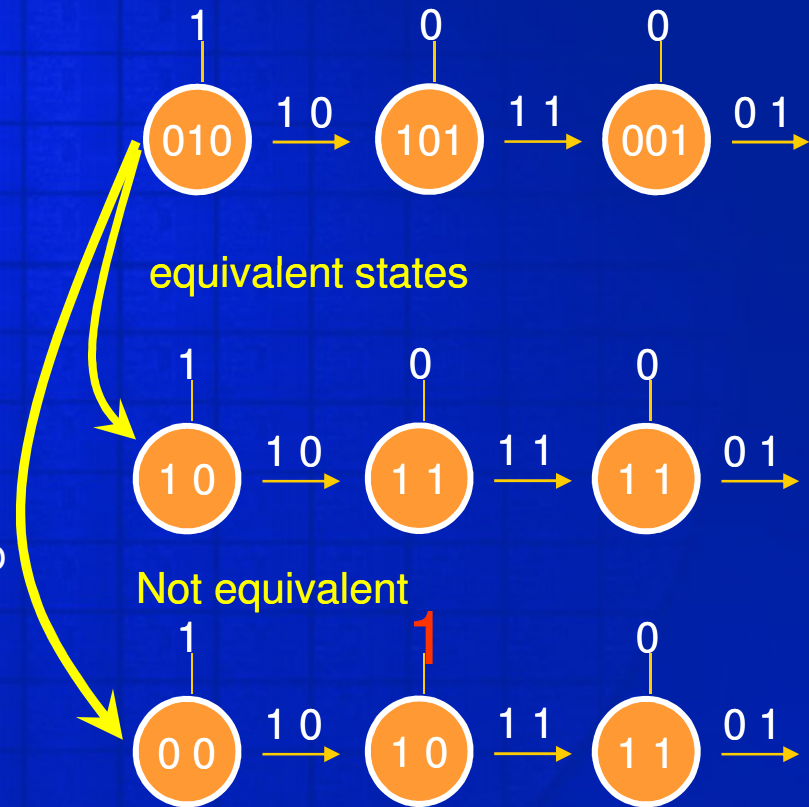 1 0 0
010 1 0 101 1 1 001 0 1
equivalent states
1 0 0
1 0 1 0 1 1 1 1 1 1 0 1
Not equivalent
1 1 0
0 0 1 0 1 0 1 1 1 1 0 1